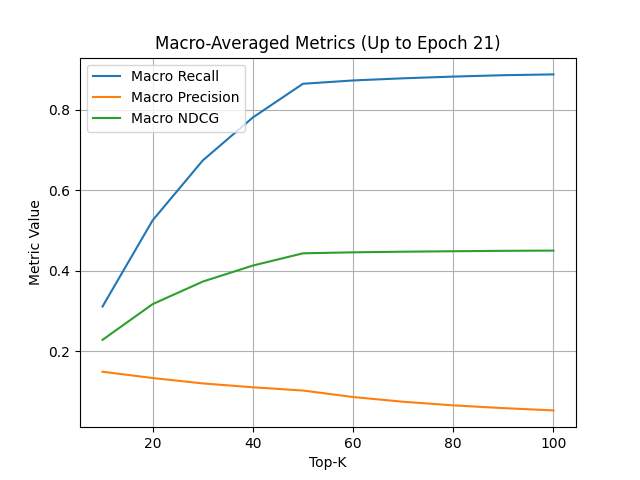 Macro-Averaged Metrics (Up to Epoch 21)
Macro Recall
Macro Precision
Macro NDCG
Metric Value
0.8
0.6
0.4
0.2
20 40 60 80 100
Top-K